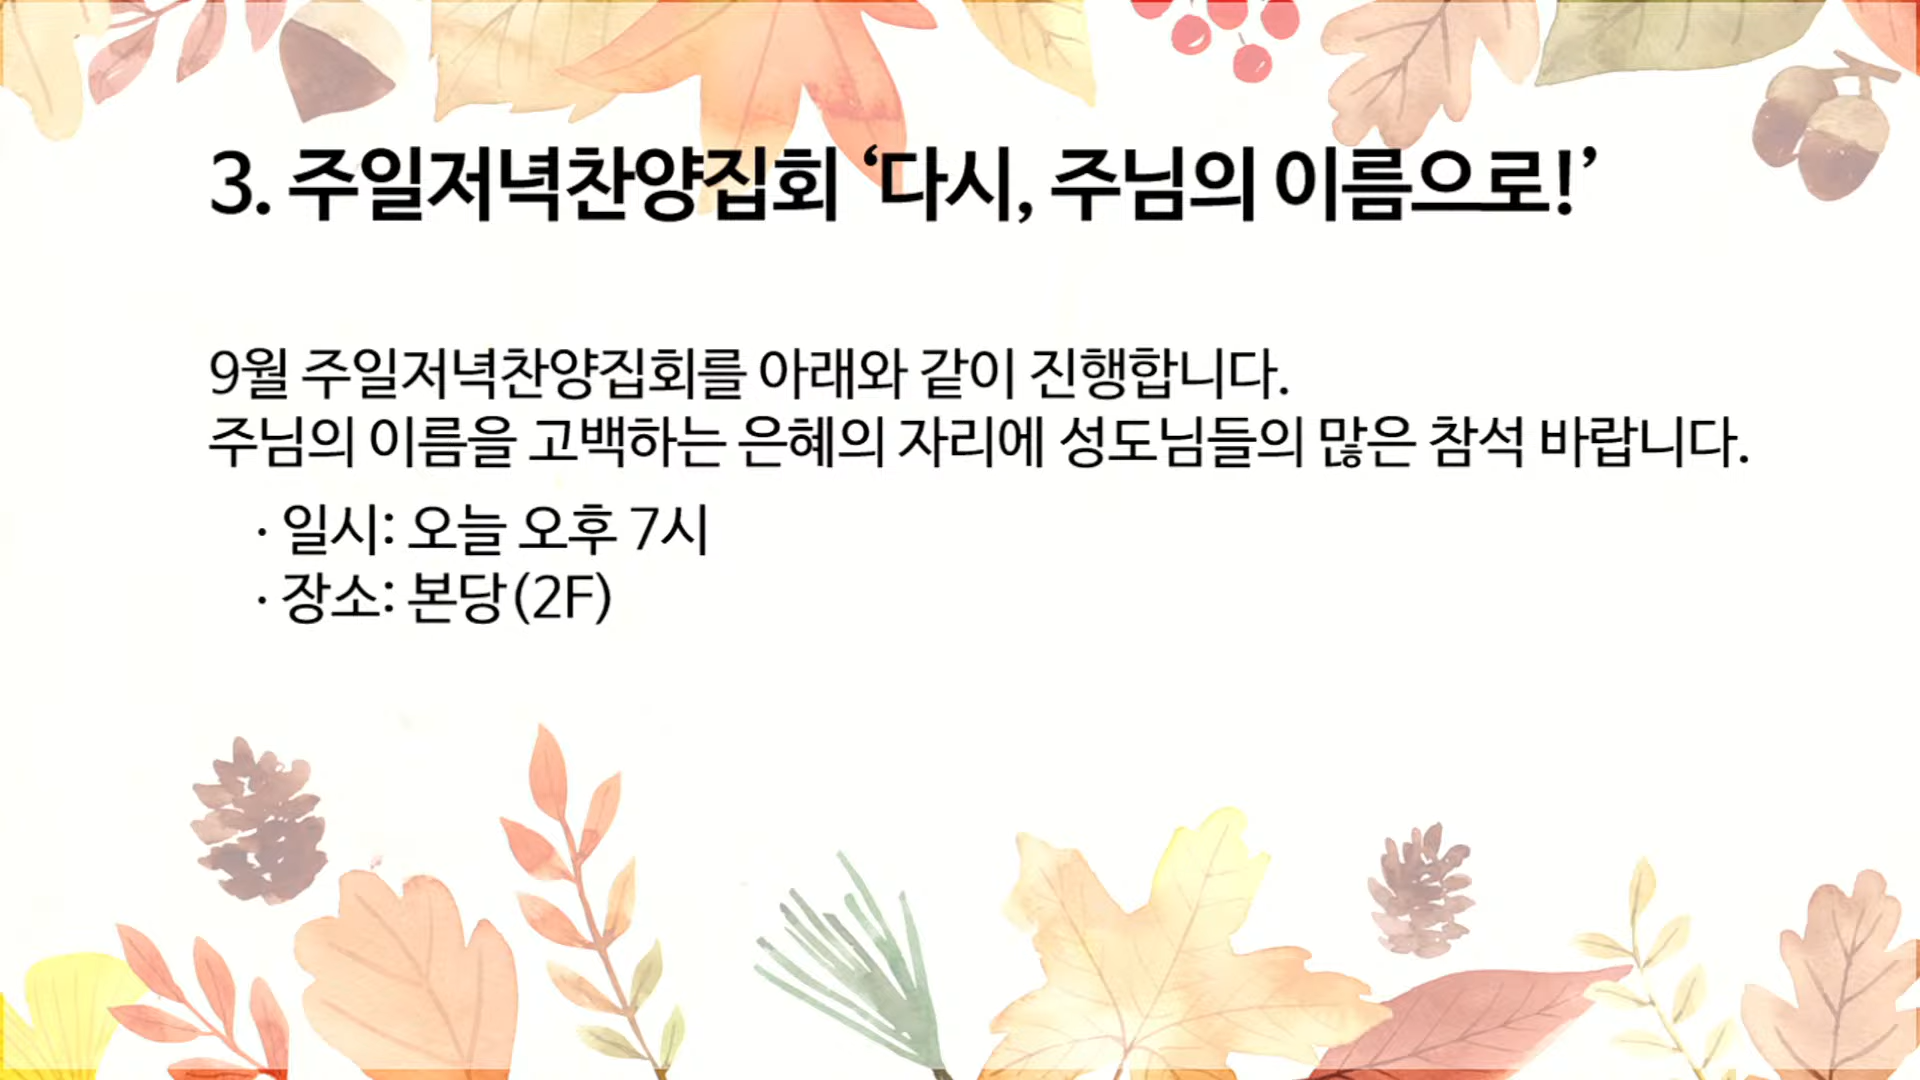 3. 주일저녁찬양집회 ‘다시, 주님의 이름으로!’
9월 주일저녁찬양집회를 아래와 같이 진행합니다.
주님의 이름을 고백하는 은혜의 자리에 성도님들의 많은 참석 바랍니다.
· 일시: 오늘 오후 7시
· 장소: 본당(2F)